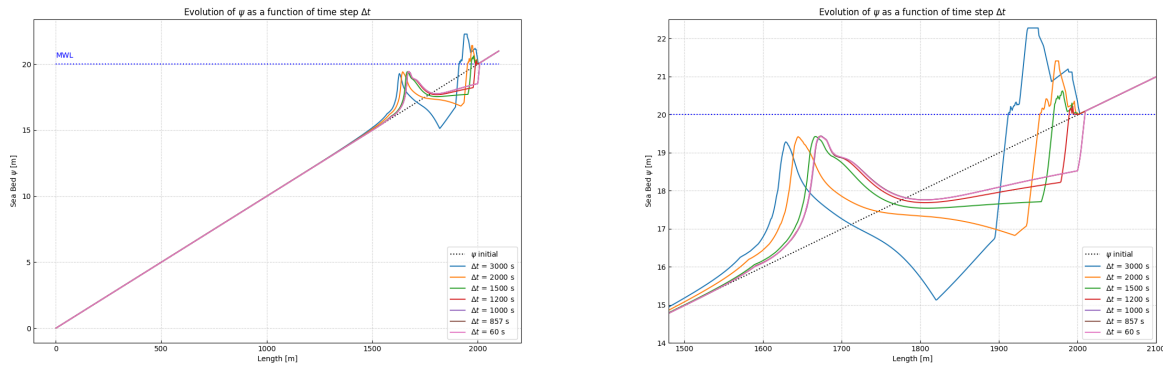 Evolution of ψ as a function of time step Δt
MWL
20
15
10
5
0
Sea Bed ψ [m]
0
500
1000
1500
2000
Length [m]
ψ initial
Δt = 3000 s
Δt = 2000 s
Δt = 1500 s
Δt = 1200 s
Δt = 1000 s
Δt = 857 s
Δt = 60 s
Evolution of ψ as a function of time step Δt
22
21
20
19
18
17
16
15
14
Sea Bed ψ [m]
1500
1600
1700
1800
1900
2000
2100
Length [m]
ψ initial
Δt = 3000 s
Δt = 2000 s
Δt = 1500 s
Δt = 1200 s
Δt = 1000 s
Δt = 857 s
Δt = 60 s